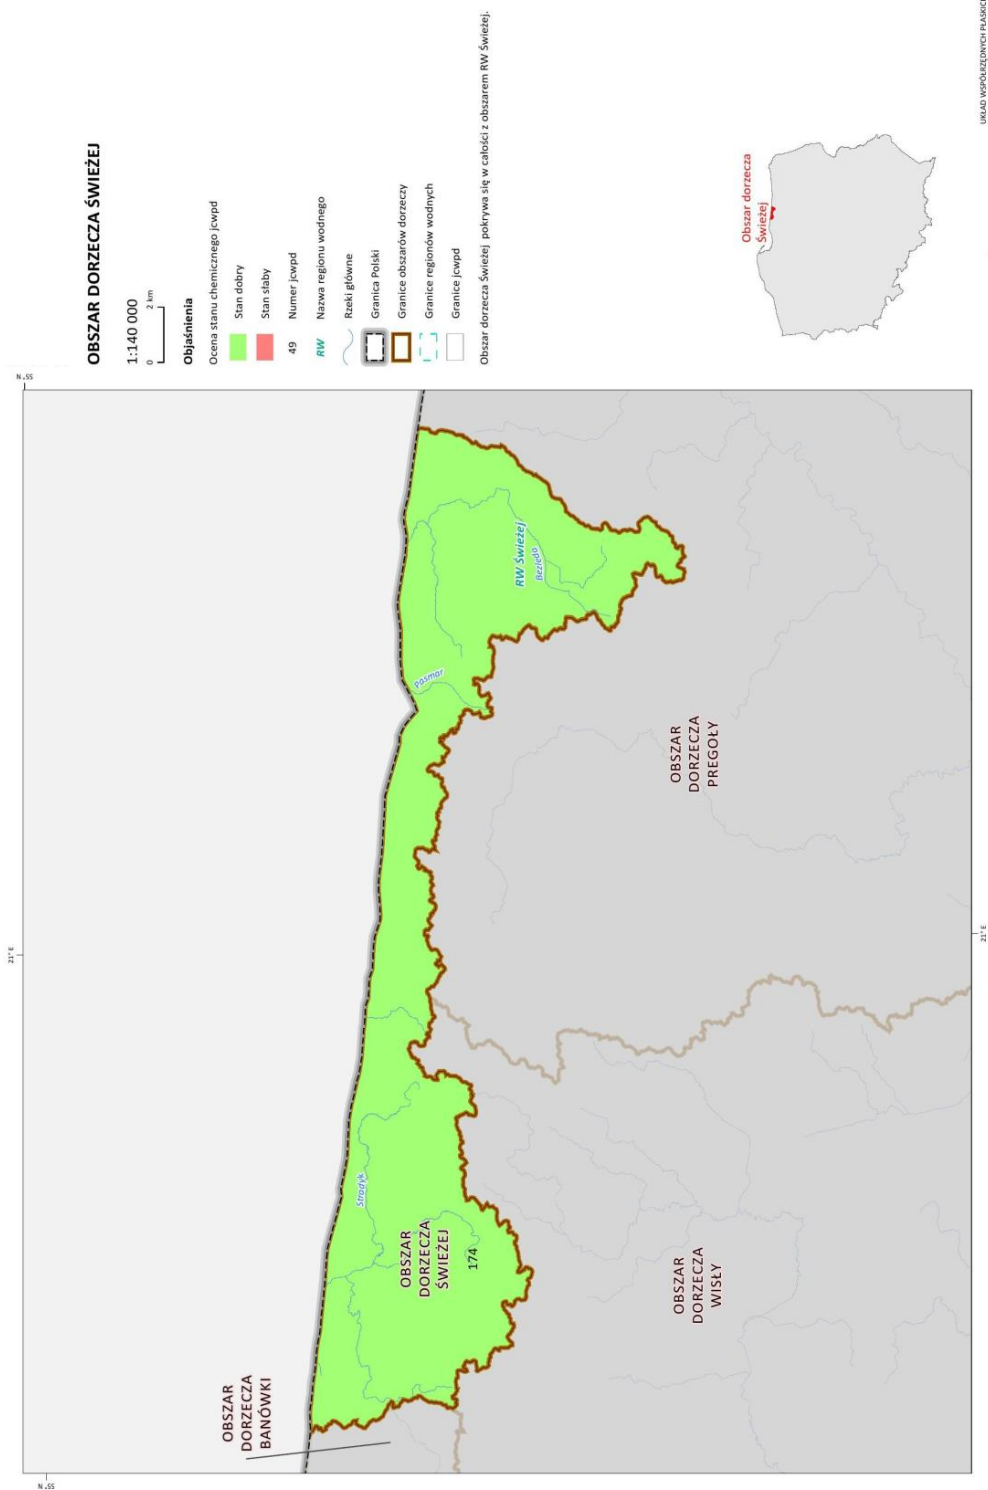 OBSZAR DORZECZA ŚWIEŻEJ
1:140 000
0 2 km
Objaśnienia
Ocena stanu chemicznego jcwpd
Stan dobry
Stan słaby
49 Numer jcwpd
RW Nazwa regionu wodnego
Rzeki główne
Granica Polski
Granice obszarów dorzeczy
Granice regionów wodnych
Granice jcwpd
Obszar dorzecza Świeżej pokrywa się w całości z obszarem RW Świeżej.
Obszar dorzecza
Świeżej
UKŁAD WSPÓŁRZĘDNYCH PŁASKICH
N .55
21° E
OBSZAR
DORZECZA
BANÓWKI
Stradyk
OBSZAR
DORZECZA
ŚWIEŻEJ
174
Pasmar
RW Świeżej
Bezleda
OBSZAR
DORZECZA
PREGOŁY
OBSZAR
DORZECZA
WISŁY
N .55
21° E